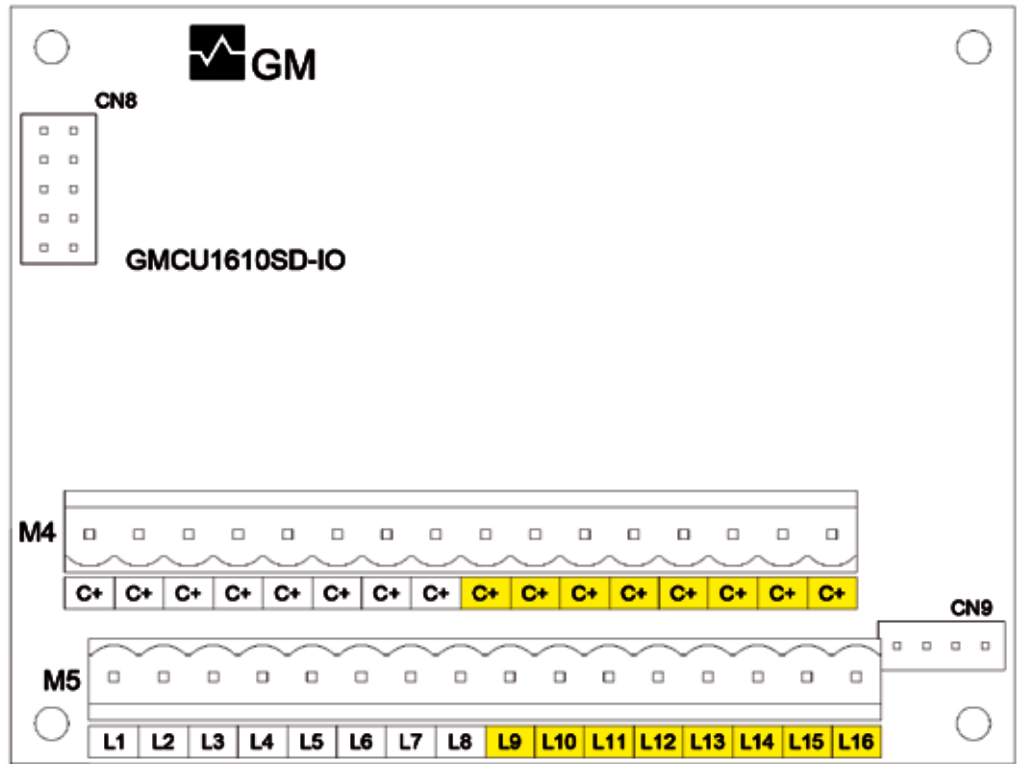 GM
CN8
GMCU1610SD-IO
M4
C+ C+ C+ C+ C+ C+ C+ C+ C+ C+ C+ C+ C+ C+ C+ C+
CN9
M5
L1 L2 L3 L4 L5 L6 L7 L8 L9 L10 L11 L12 L13 L14 L15 L16